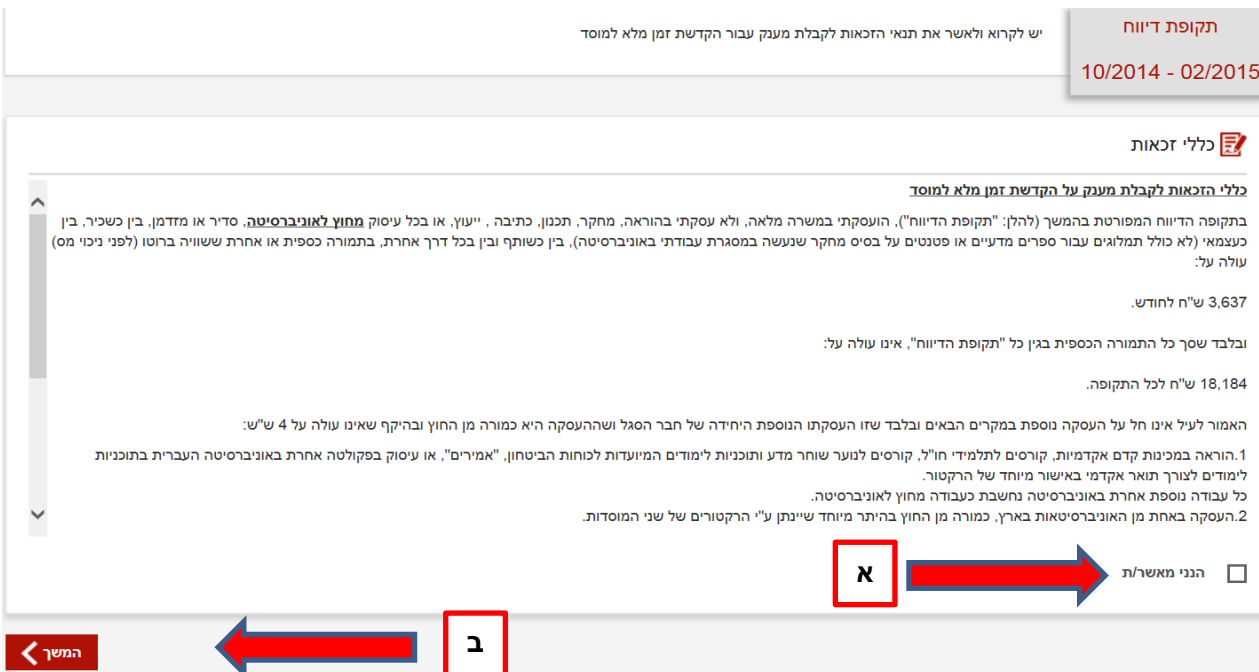 תקופת דיווח
10/2014 - 02/2015
יש לקרוא ולאשר את תנאי הזכאות לקבלת מענק עבור הקדשת זמן מלא למוסד
כללי זכאות
כללי הזכאות לקבלת מענק על הקדשת זמן מלא למוסד
בתקופה הדיווח המפורטת בהמשך (להלן: "תקופת הדיווח"), הועסקתי במשרה מלאה, ולא עסקתי בהוראה, מחקר, תכנון, כתיבה , ייעוץ, או בכל עיסוק מחוץ לאוניברסיטה, סדיר או מזדמן, בין כשכיר, בין
כעצמאי (לא כולל תמלוגים עבור ספרים מדעיים או פטנטים על בסיס מחקר שנעשה במסגרת עבודתי באוניברסיטה), בין כשותף ובין בכל דרך אחרת, בתמורה כספית או אחרת ששוויה ברוטו (לפני ניכוי מס)
עולה על:
3,637 ש"ח לחודש.
ובלבד שסך כל התמורה הכספית בגין כל "תקופת הדיווח", אינו עולה על:
18,184 ש"ח לכל התקופה.
האמור לעיל אינו חל על העסקה נוספת במקרים הבאים ובלבד שזו העסקתו הנוספת היחידה של חבר הסגל ושההעסקה היא כמורה מן החוץ ובהיקף שאינו עולה על 4 ש"ש:
1.הוראה במכינות קדם אקדמיות, קורסים לתלמידי חו"ל, קורסים לנוער שוחר מדע ותוכניות לימודים המיועדות לכוחות הביטחון, "אמירים", או עיסוק בפקולטה אחרת באוניברסיטה העברית בתוכניות
לימודים לצורך תואר אקדמי באישור מיוחד של הרקטור.
כל עבודה נוספת אחרת באוניברסיטה נחשבת כעבודה מחוץ לאוניברסיטה.
2.העסקה באחת מן האוניברסיטאות בארץ, כמורה מן החוץ בהיתר מיוחד שיינתן ע"י הרקטורים של שני המוסדות.
הנני מאשר/ת
א
ב
המשך